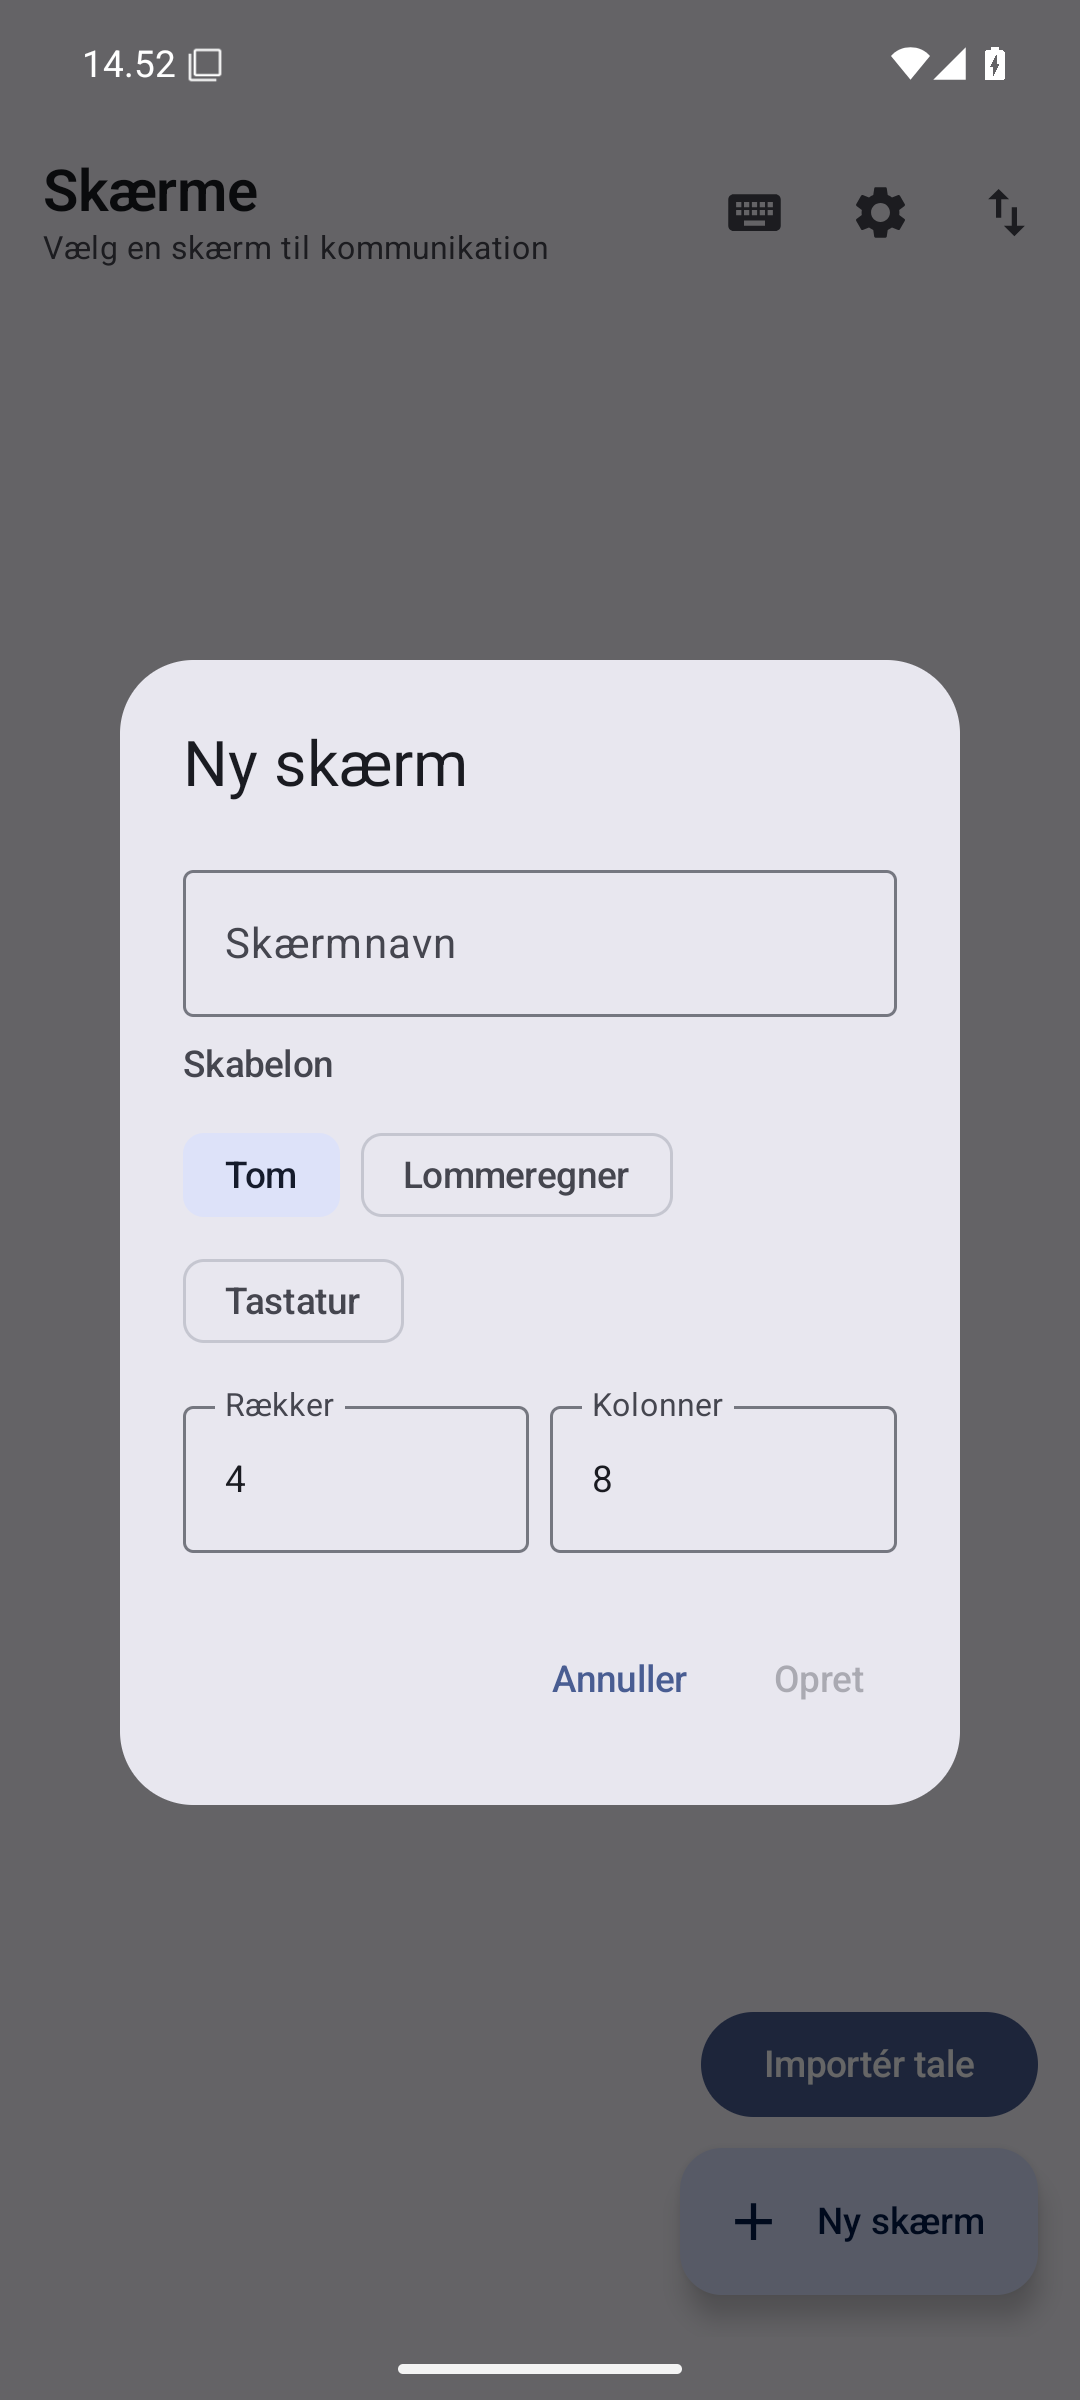 14.52
Skærme
Vælg en skærm til kommunikation
Ny skærm
Skærmnavn
Skabelon
Tom
Lommeregner
Tastatur
Rækker
Kolonner
4
8
Annuller
Opret
Importér tale
Ny skærm